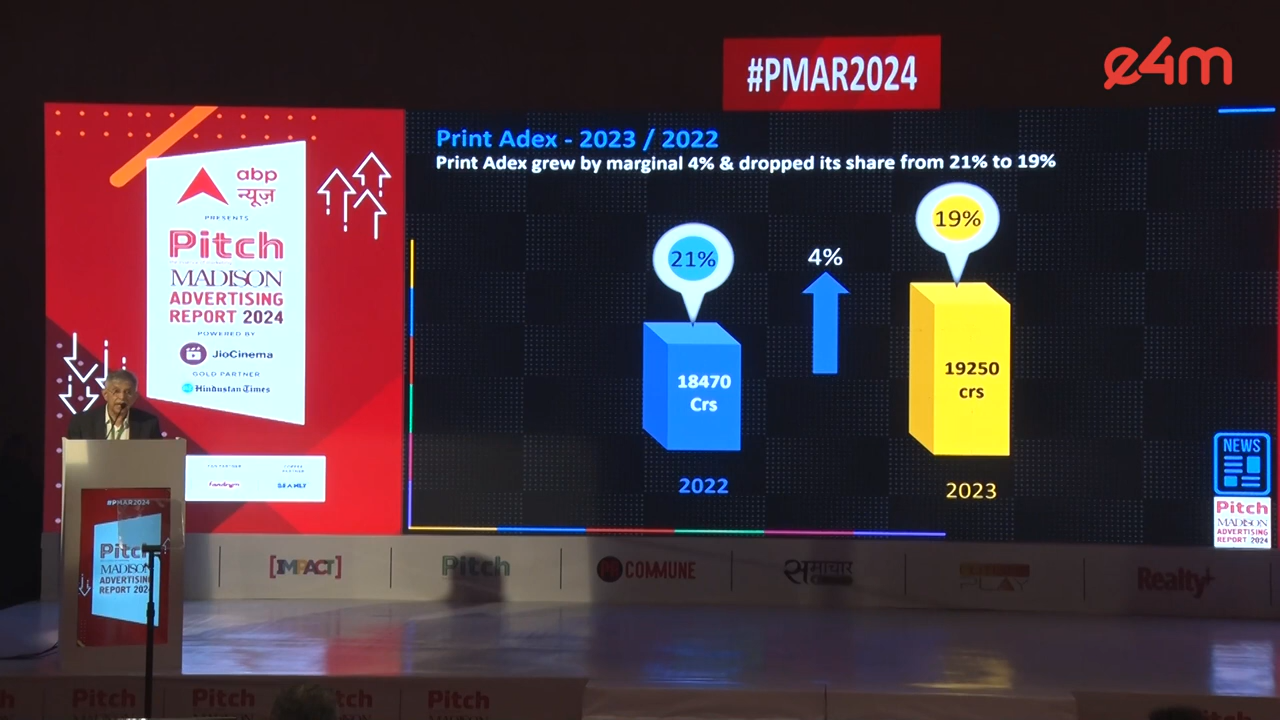 #PMAR2024
e4m
abp
न्यूज़
PRESENTS
Pitch
MADISON
ADVERTISING
REPORT 2024
POWERED BY
JioCinema
GOLD PARTNER
Hindustan Times
Print Adex - 2023 / 2022
Print Adex grew by marginal 4% & dropped its share from 21% to 19%
21%
4%
19%
18470
Crs
19250
crs
2022
2023
NEWS
Pitch
MADISON
ADVERTISING
REPORT 2024
#PMAR2024
Pitch
MADISON
ADVERTISING
REPORT 2024
[IMPACT]
Pitch
COMMUNE
समाचार
PLAY
Realty+
Pitch
Pitch
Pitch
Pitch